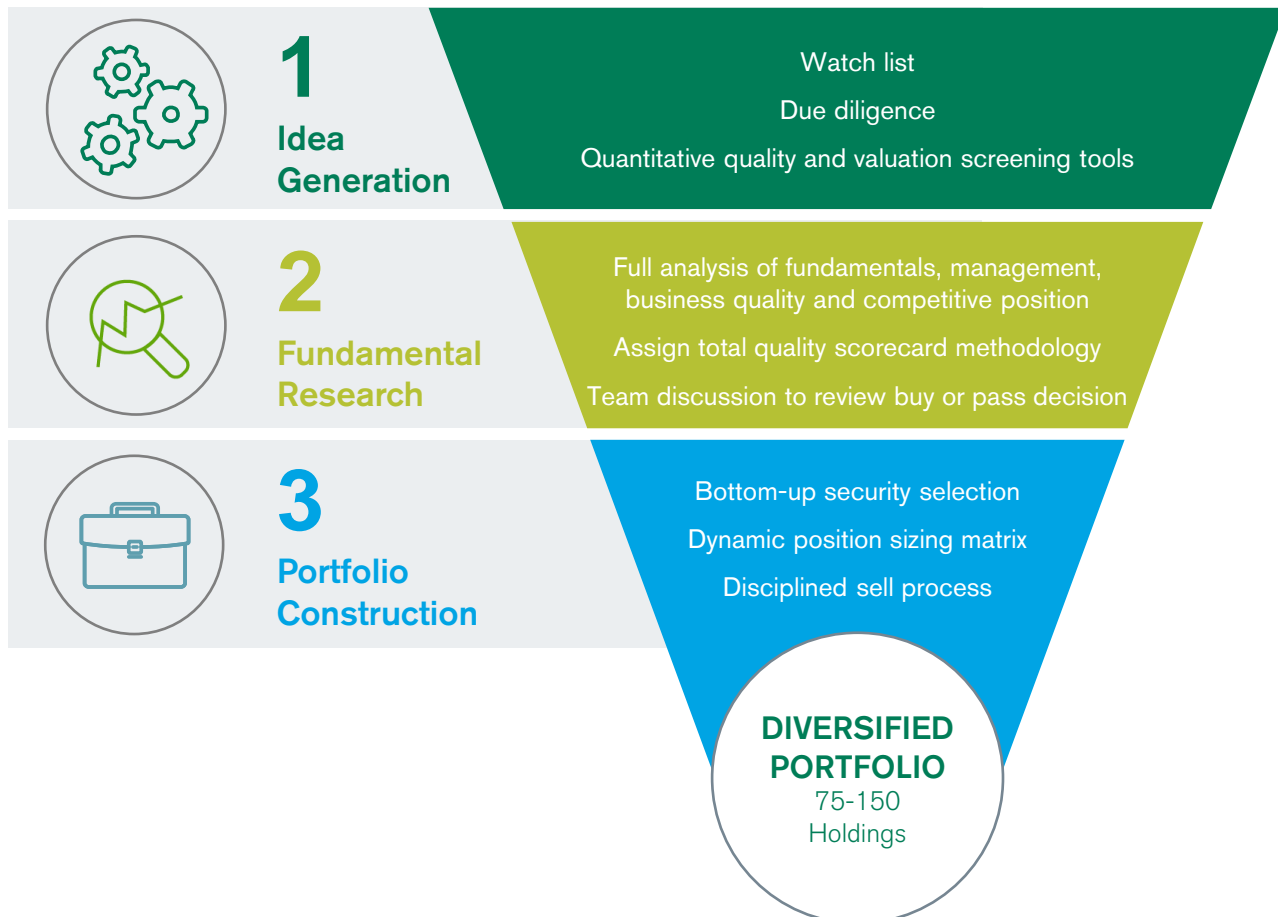 1
Idea
Generation
Watch list
Due diligence
Quantitative quality and valuation screening tools
2
Fundamental
Research
Full analysis of fundamentals, management,
business quality and competitive position
Assign total quality scorecard methodology
Team discussion to review buy or pass decision
3
Portfolio
Construction
Bottom-up security selection
Dynamic position sizing matrix
Disciplined sell process
DIVERSIFIED
PORTFOLIO
75-150
Holdings